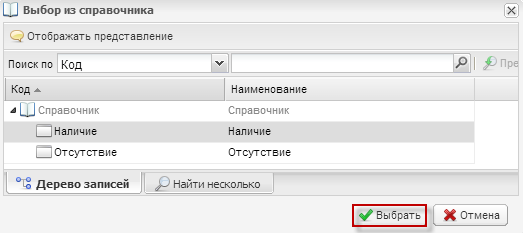 Выбор из справочника
Отображать представление
Поиск по Код Пре
Код Наименование
Справочник Справочник
Наличие Наличие
Отсутствие Отсутствие
Дерево записей Найти несколько
Выбрать Отмена